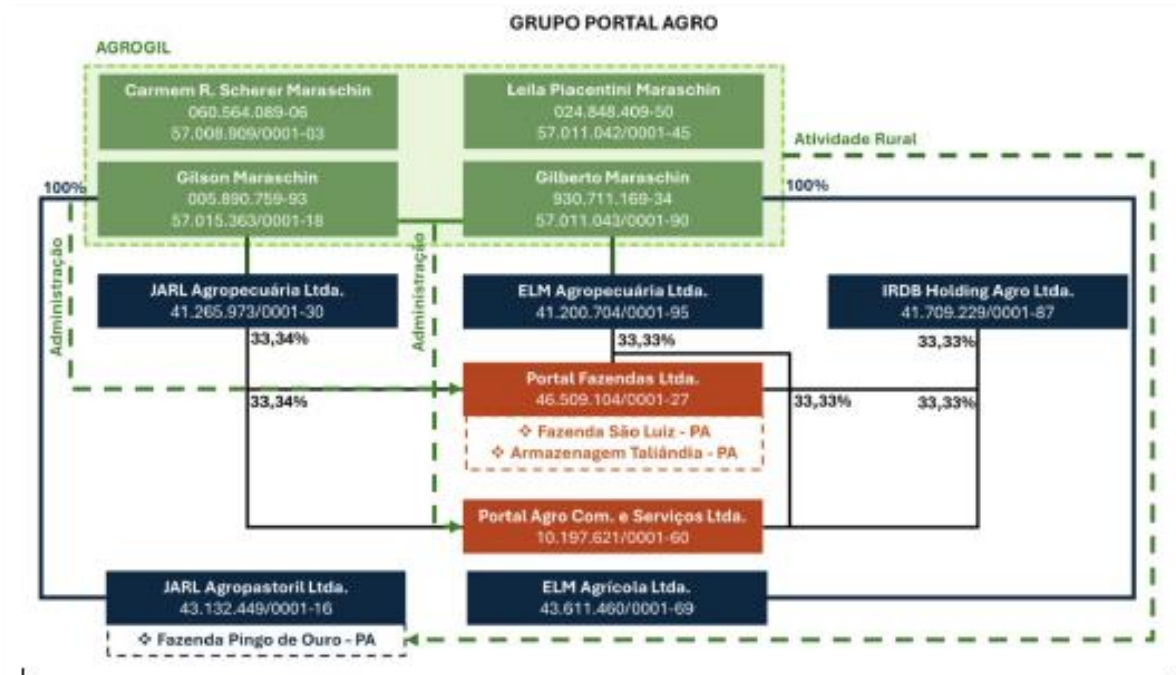 GRUPO PORTAL AGRO
AGROGIL
Carmem R. Scherer Maraschin
060.564.089-06
57.008.909/0001-03
Leila Piacentini Maraschin
024.848.409-50
57.011.042/0001-45
Atividade Rural
100%
Gilson Maraschin
005.890.759-93
57.015.363/0001-18
Gilberto Maraschin
930.711.169-34
57.011.043/0001-90
100%
Administração
Administração
JARL Agropecuária Ltda.
41.265.973/0001-30
ELM Agropecuária Ltda.
41.200.704/0001-95
IRDB Holding Agro Ltda.
41.709.229/0001-87
33,34%
33,33%
33,33%
Portal Fazendas Ltda.
46.509.104/0001-27
33,34%
33,33%
33,33%
❖ Fazenda São Luiz - PA
❖ Armazenagem Taliândia - PA
Portal Agro Com. e Serviços Ltda.
10.197.621/0001-60
JARL Agropastoril Ltda.
43.132.449/0001-16
ELM Agrícola Ltda.
43.611.460/0001-69
❖ Fazenda Pingo de Ouro - PA